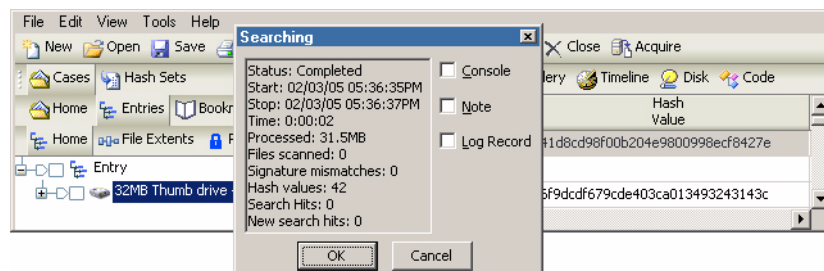 File Edit View Tools Help
New Open Save
Searching
Close Acquire
Cases Hash Sets
Timeline Disk Code
Home Entries
Hash
Value
Home File Extents
41d8cd98f00b204e9800998ecf8427e
Entry
32MB Thumb drive
6f9dcdf679cde403ca013493243143c
Status: Completed
Start: 02/03/05 05:36:35PM
Stop: 02/03/05 05:36:37PM
Time: 0:00:02
Processed: 31.5MB
Files scanned: 0
Signature mismatches: 0
Hash values: 42
Search Hits: 0
New search hits: 0
Console
Note
Log Record
OK Cancel